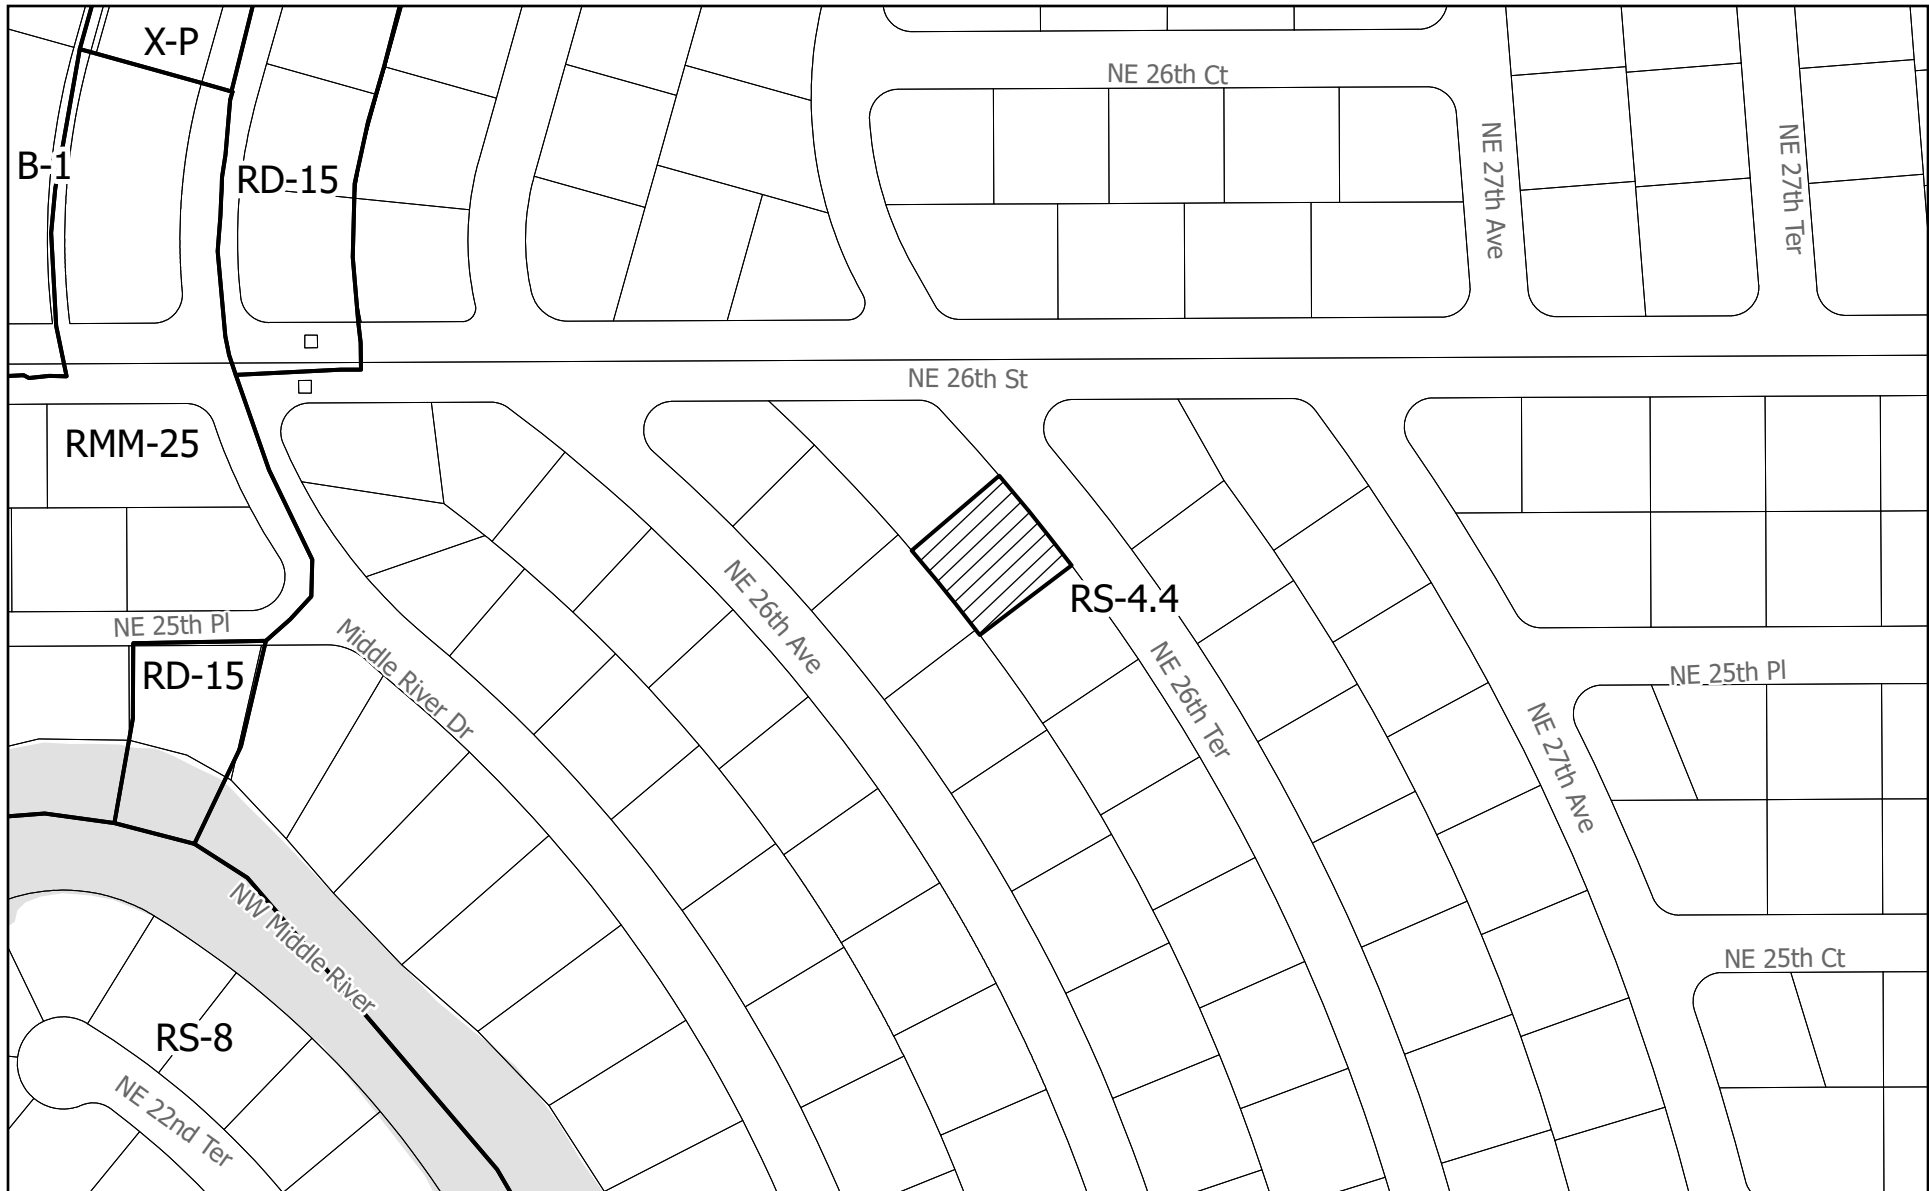 X-P
NE 26th Ct
B-1
RD-15
NE 27th Ave
NE 27th Ter
NE 26th St
RMM-25
RS-4.4
NE 25th Pl
Middle River Dr
NE 26th Ave
NE 26th Ter
RD-15
NE 25th Pl
NE 27th Ave
NW Middle River
NE 25th Ct
RS-8
NE 22nd Ter